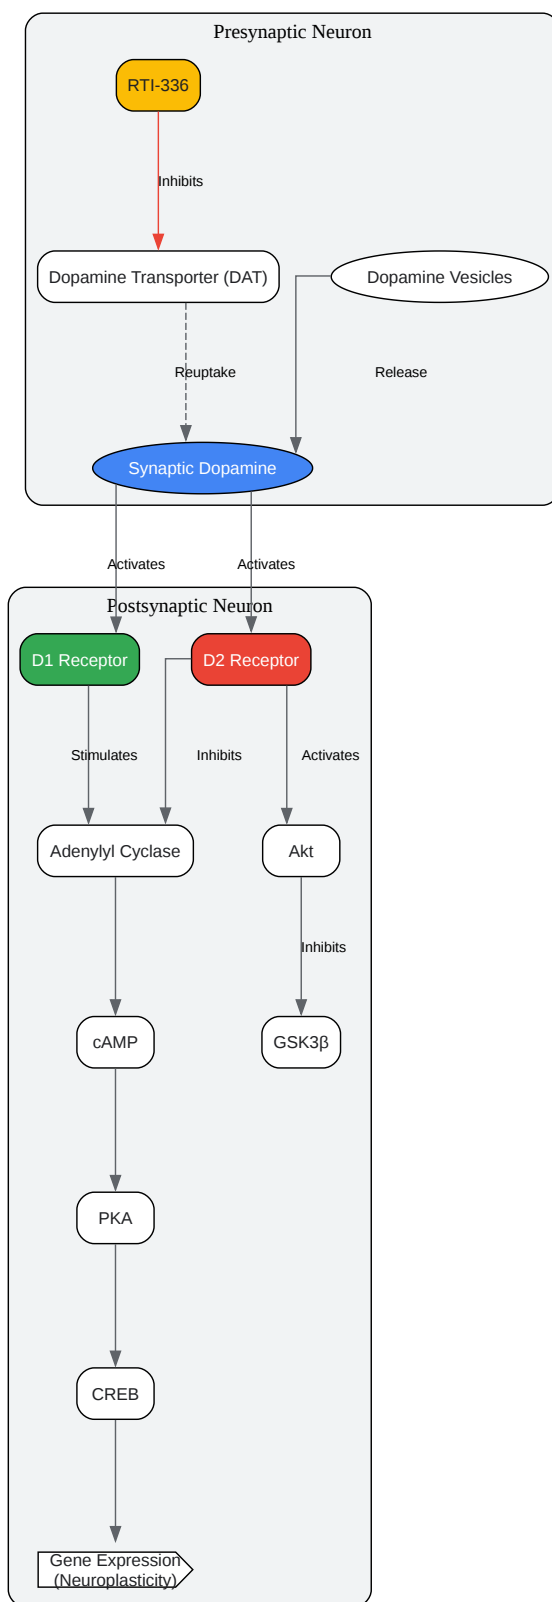 Presynaptic Neuron
RTI-336
Inhibits
Dopamine Transporter (DAT)
Dopamine Vesicles
Reuptake
Release
Synaptic Dopamine
Activates
Activates
Postsynaptic Neuron
D1 Receptor
D2 Receptor
Stimulates
Inhibits
Activates
Adenylyl Cyclase
Akt
Inhibits
cAMP
GSK3β
PKA
CREB
Gene Expression
(Neuroplasticity)